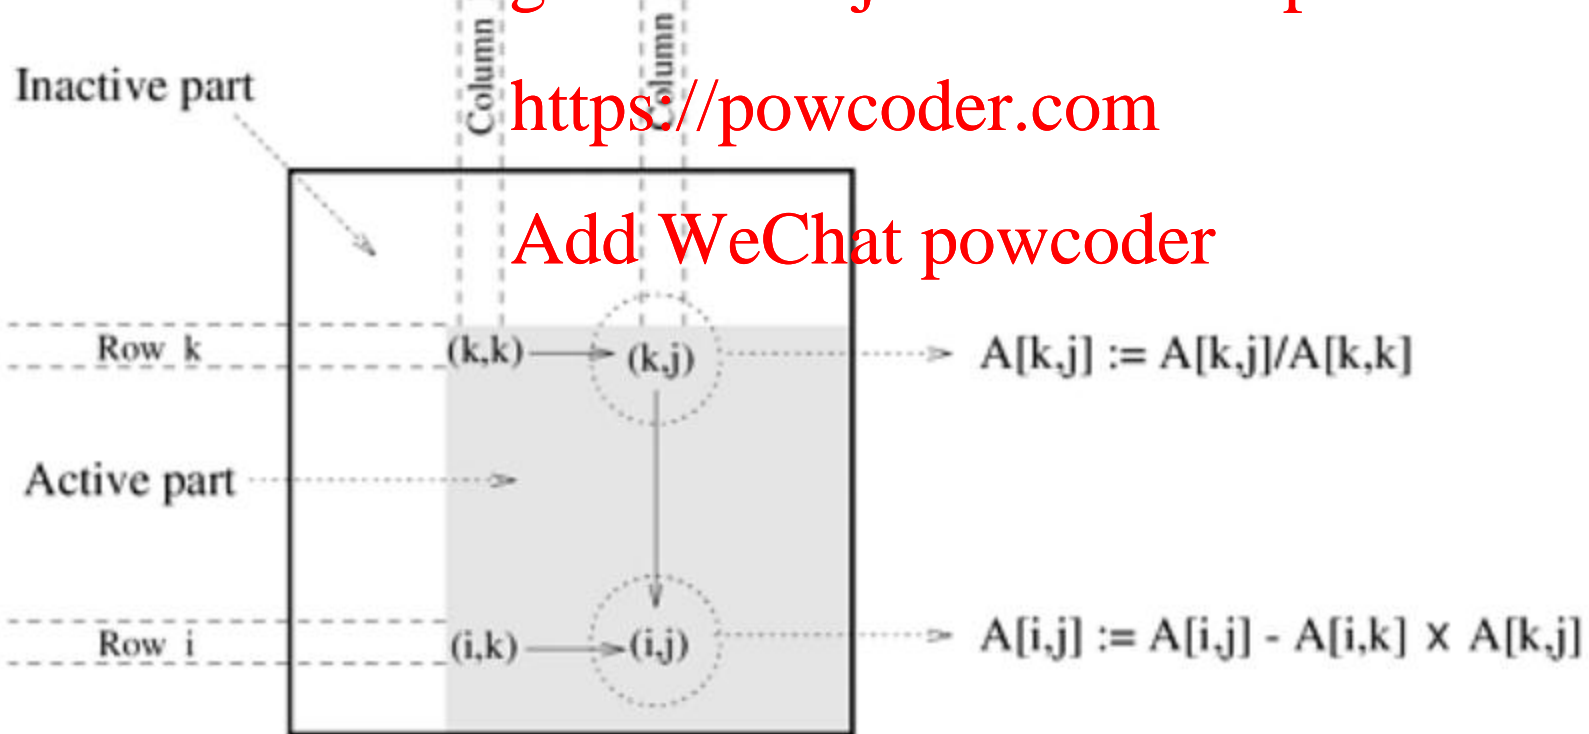 Column
Column
Inactive part
https://powcoder.com
Add WeChat powcoder
Row k
(k,k)
(k,j)
A[k,j] := A[k,j]/A[k,k]
Active part
Row i
(i,k)
(i,j)
A[i,j] := A[i,j] - A[i,k] x A[k,j]